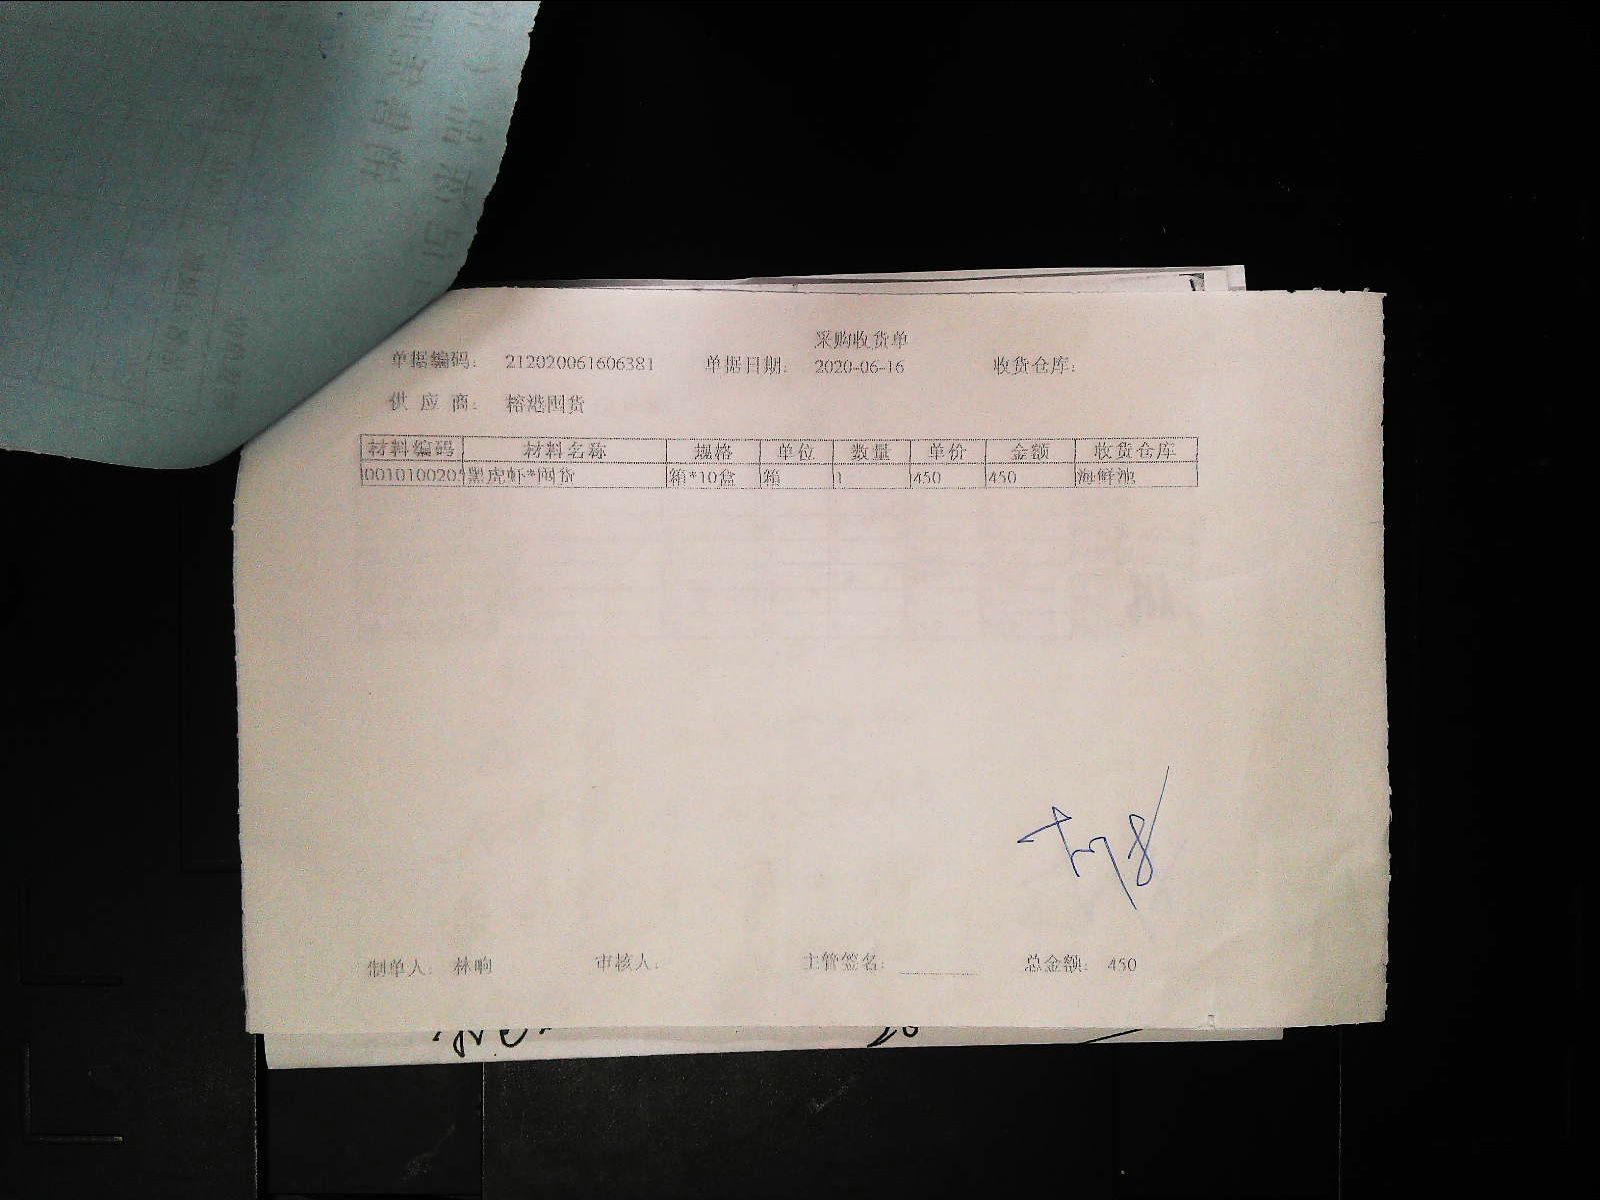 采购收货单
单据编码: 212020061606381 单据日期: 2020-06-16 收货仓库:
供应商: 榕港囤货
材料编码 材料名称 规格 单位 数量 单价 金额 收货仓库
0010100205 黑虎虾*囤货 箱*10盒 箱 1 450 450 海鲜池
制单人: 林响 审核人: 主管签名: 总金额: 450